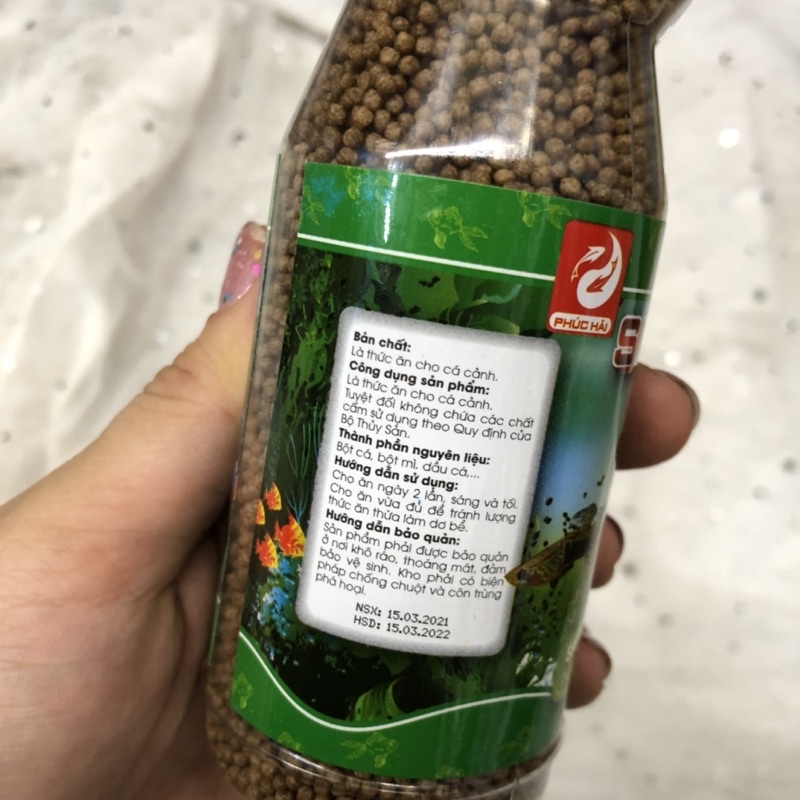 PHÚC HẢI
S
Bản chất:
Là thức ăn cho cá cảnh.
Công dụng sản phẩm:
Là thức ăn cho cá cảnh.
Tuyệt đối không chứa các chất
cấm sử dụng theo Quy định của
Bộ Thủy Sản.
Thành phần nguyên liệu:
Bột cá, bột mì, dầu cá,...
Hướng dẫn sử dụng:
Cho ăn ngày 2 lần, sáng và tối.
Cho ăn vừa đủ để tránh lượng
thức ăn thừa làm dơ bể.
Hướng dẫn bảo quản:
Sản phẩm phải được bảo quản
ở nơi khô ráo, thoáng mát, đảm
bảo vệ sinh. Kho phải có biện
pháp chống chuột và côn trùng
phá hoại.
NSX: 15.03.2021
HSD: 15.03.2022